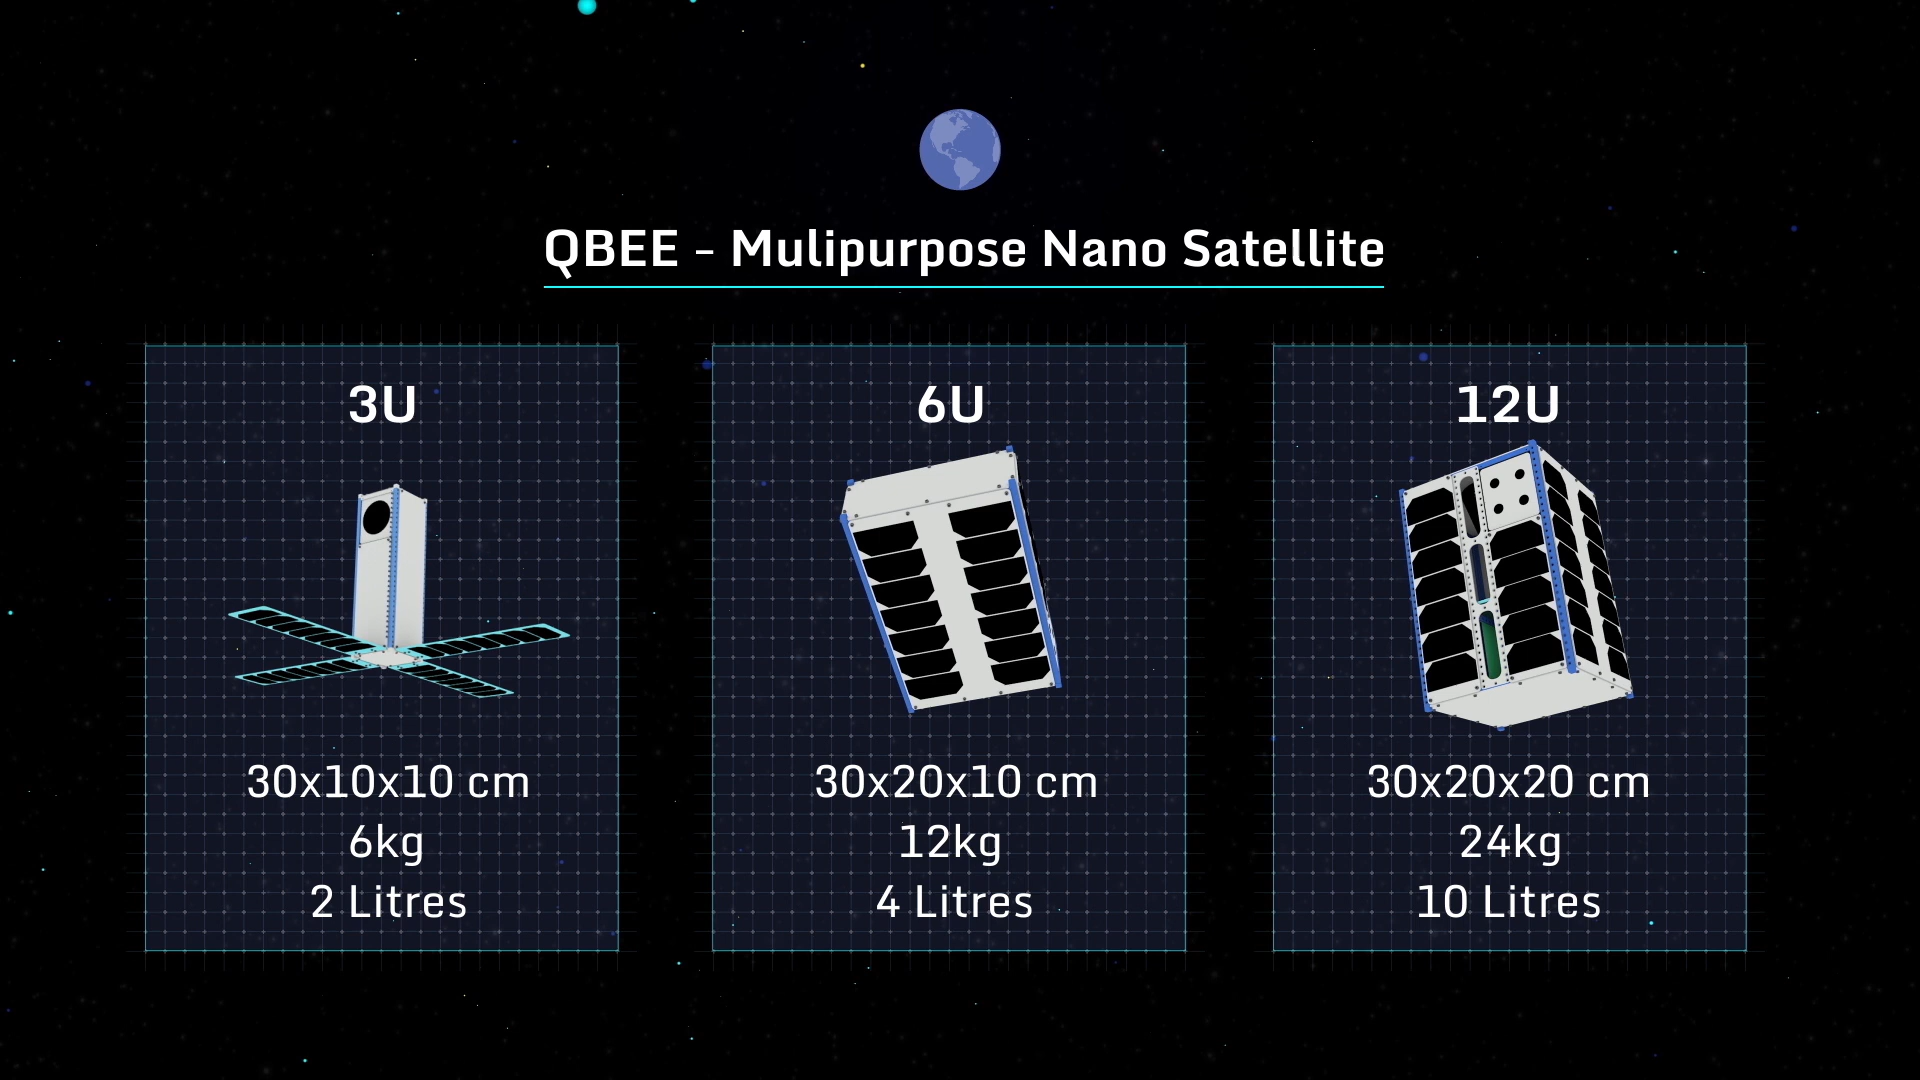 QBEE – Mulipurpose Nano Satellite
3U
30x10x10 cm
6kg
2 Litres
6U
30x20x10 cm
12kg
4 Litres
12U
30x20x20 cm
24kg
10 Litres